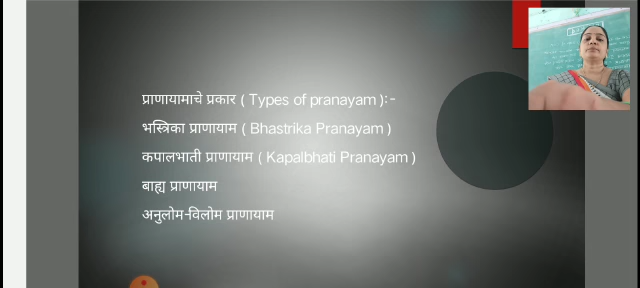 प्राणायामाचे प्रकार ( Types of pranayam ):-
भस्त्रिका प्राणायाम ( Bhastrika Pranayam )
कपालभाती प्राणायाम ( Kapalbhati Pranayam )
बाह्य प्राणायाम
अनुलोम-विलोम प्राणायाम